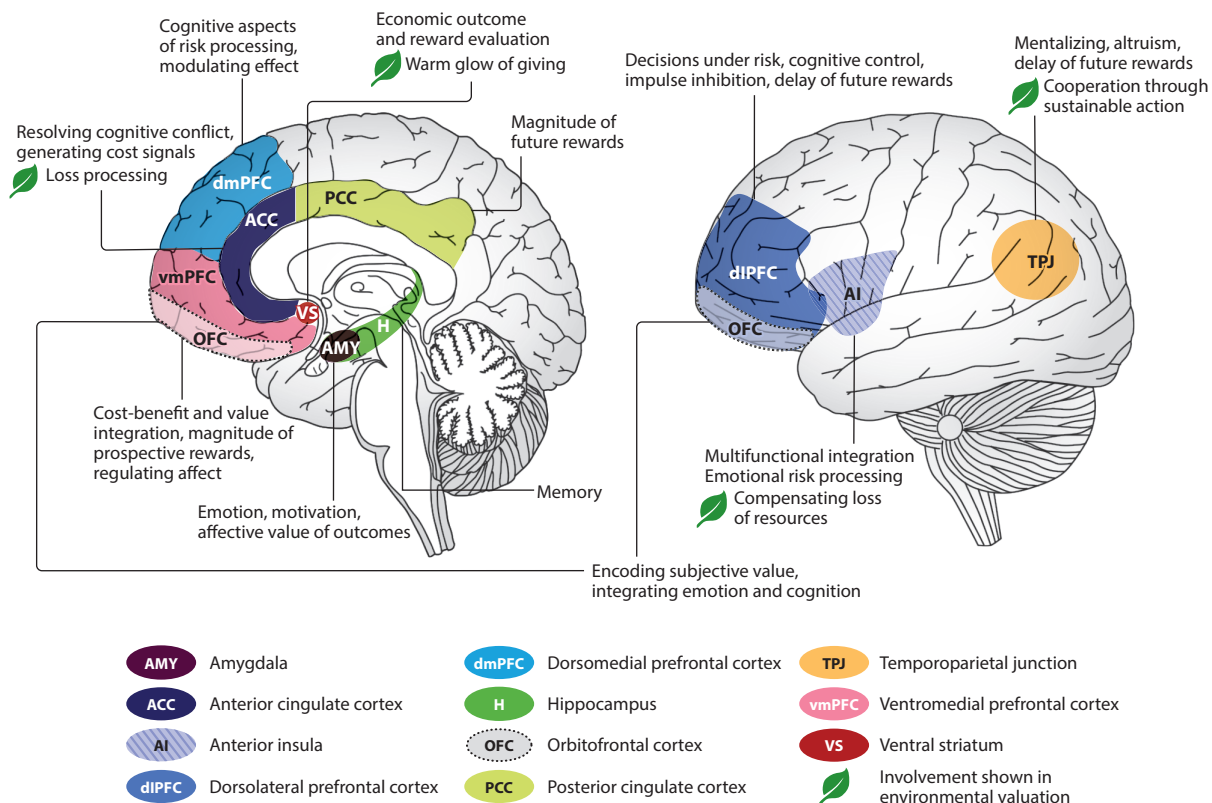 Cognitive aspects
of risk processing,
modulating effect
Economic outcome
and reward evaluation
Warm glow of giving
Resolving cognitive conflict,
generating cost signals
Loss processing
Magnitude of
future rewards
dmPFC
ACC
PCC
vmPFC
VS
OFC
AMY
H
Cost-benefit and value
integration, magnitude of
prospective rewards,
regulating affect
Emotion, motivation,
affective value of outcomes
Memory
Decisions under risk, cognitive control,
impulse inhibition, delay of future rewards
Mentalizing, altruism,
delay of future rewards
Cooperation through
sustainable action
dlPFC
AI
TPJ
OFC
Multifunctional integration
Emotional risk processing
Compensating loss
of resources
Encoding subjective value,
integrating emotion and cognition
AMY Amygdala
ACC Anterior cingulate cortex
AI Anterior insula
dlPFC Dorsolateral prefrontal cortex
dmPFC Dorsomedial prefrontal cortex
H Hippocampus
OFC Orbitofrontal cortex
PCC Posterior cingulate cortex
TPJ Temporoparietal junction
vmPFC Ventromedial prefrontal cortex
VS Ventral striatum
Involvement shown in
environmental valuation